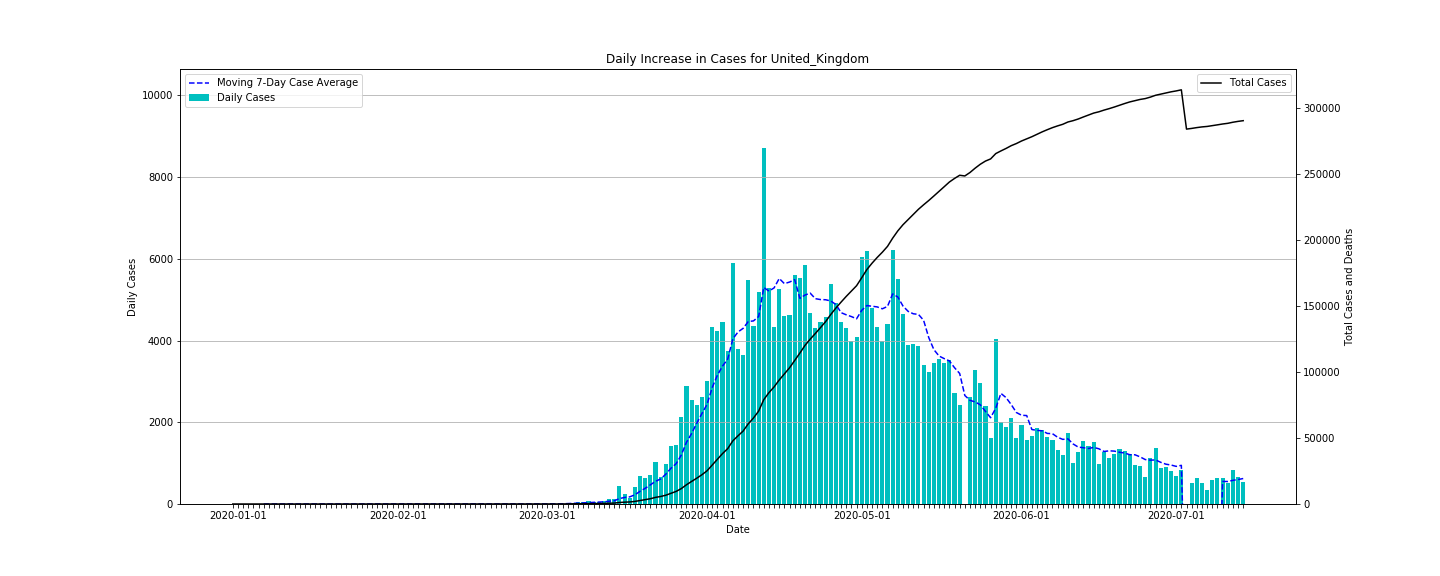 Daily Increase in Cases for United_Kingdom
Moving 7-Day Case Average
Daily Cases
Total Cases
10000
8000
6000
4000
2000
0
Daily Cases
300000
250000
200000
150000
100000
50000
0
Total Cases and Deaths
2020-01-01
2020-02-01
2020-03-01
2020-04-01
2020-05-01
2020-06-01
2020-07-01
Date